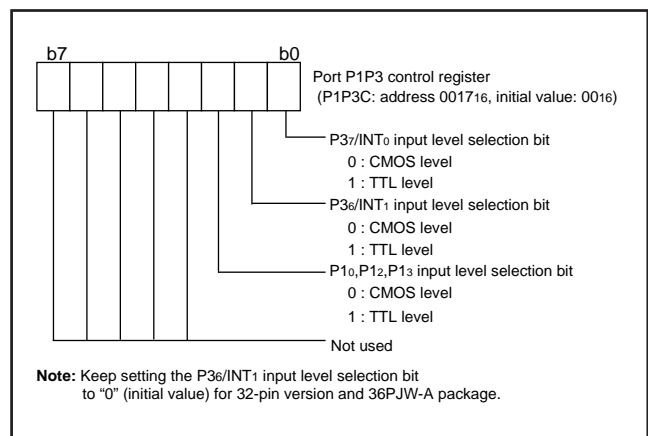 b7 b0
Port P1P3 control register
(P1P3C: address 0017₁₆, initial value: 00₁₆)
P3₇/INT₀ input level selection bit
0 : CMOS level
1 : TTL level
P3₆/INT₁ input level selection bit
0 : CMOS level
1 : TTL level
P1₀,P1₂,P1₃ input level selection bit
0 : CMOS level
1 : TTL level
Not used
Note: Keep setting the P3₆/INT₁ input level selection bit
to “0” (initial value) for 32-pin version and 36PJW-A package.